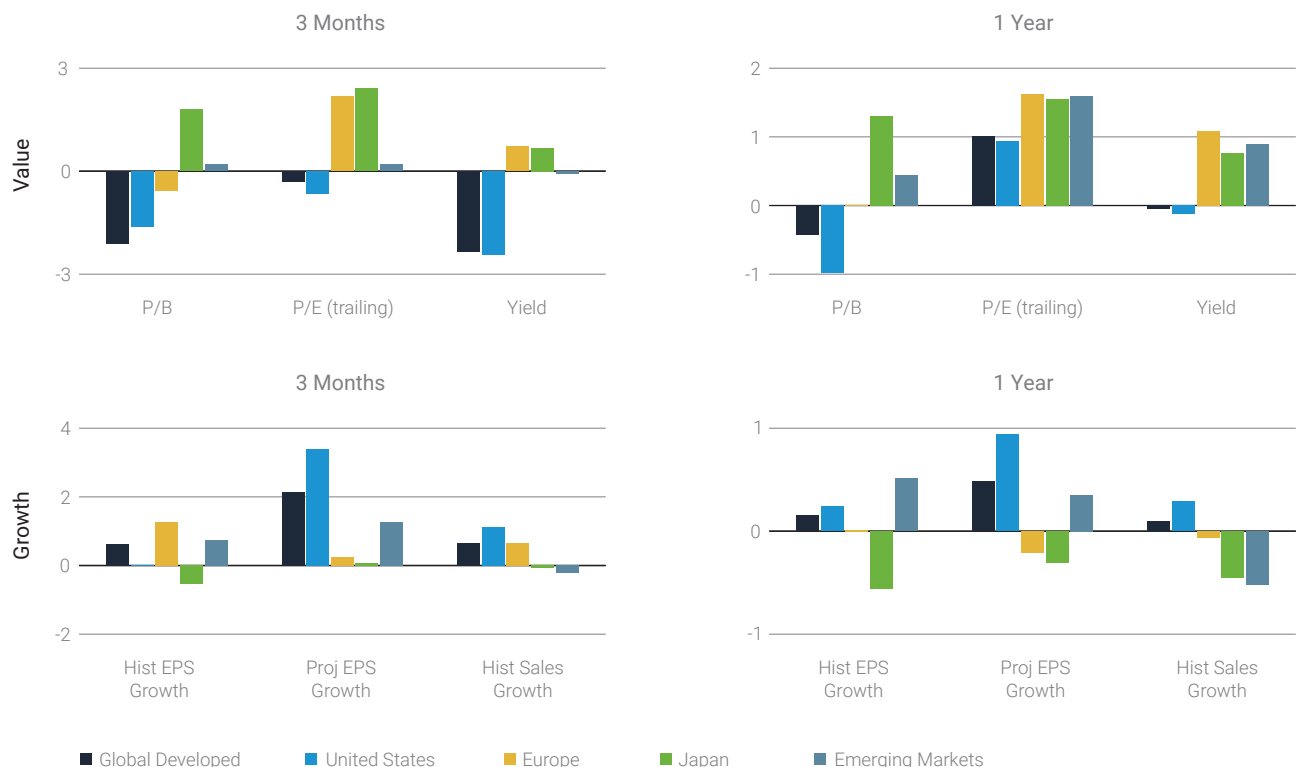 3 Months
1 Year
Value
3
0
-3
P/B
P/E (trailing)
Yield
2
1
0
-1
P/B
P/E (trailing)
Yield
3 Months
1 Year
Growth
4
2
0
-2
Hist EPS
Growth
Proj EPS
Growth
Hist Sales
Growth
1
0
-1
Hist EPS
Growth
Proj EPS
Growth
Hist Sales
Growth
Global Developed
United States
Europe
Japan
Emerging Markets